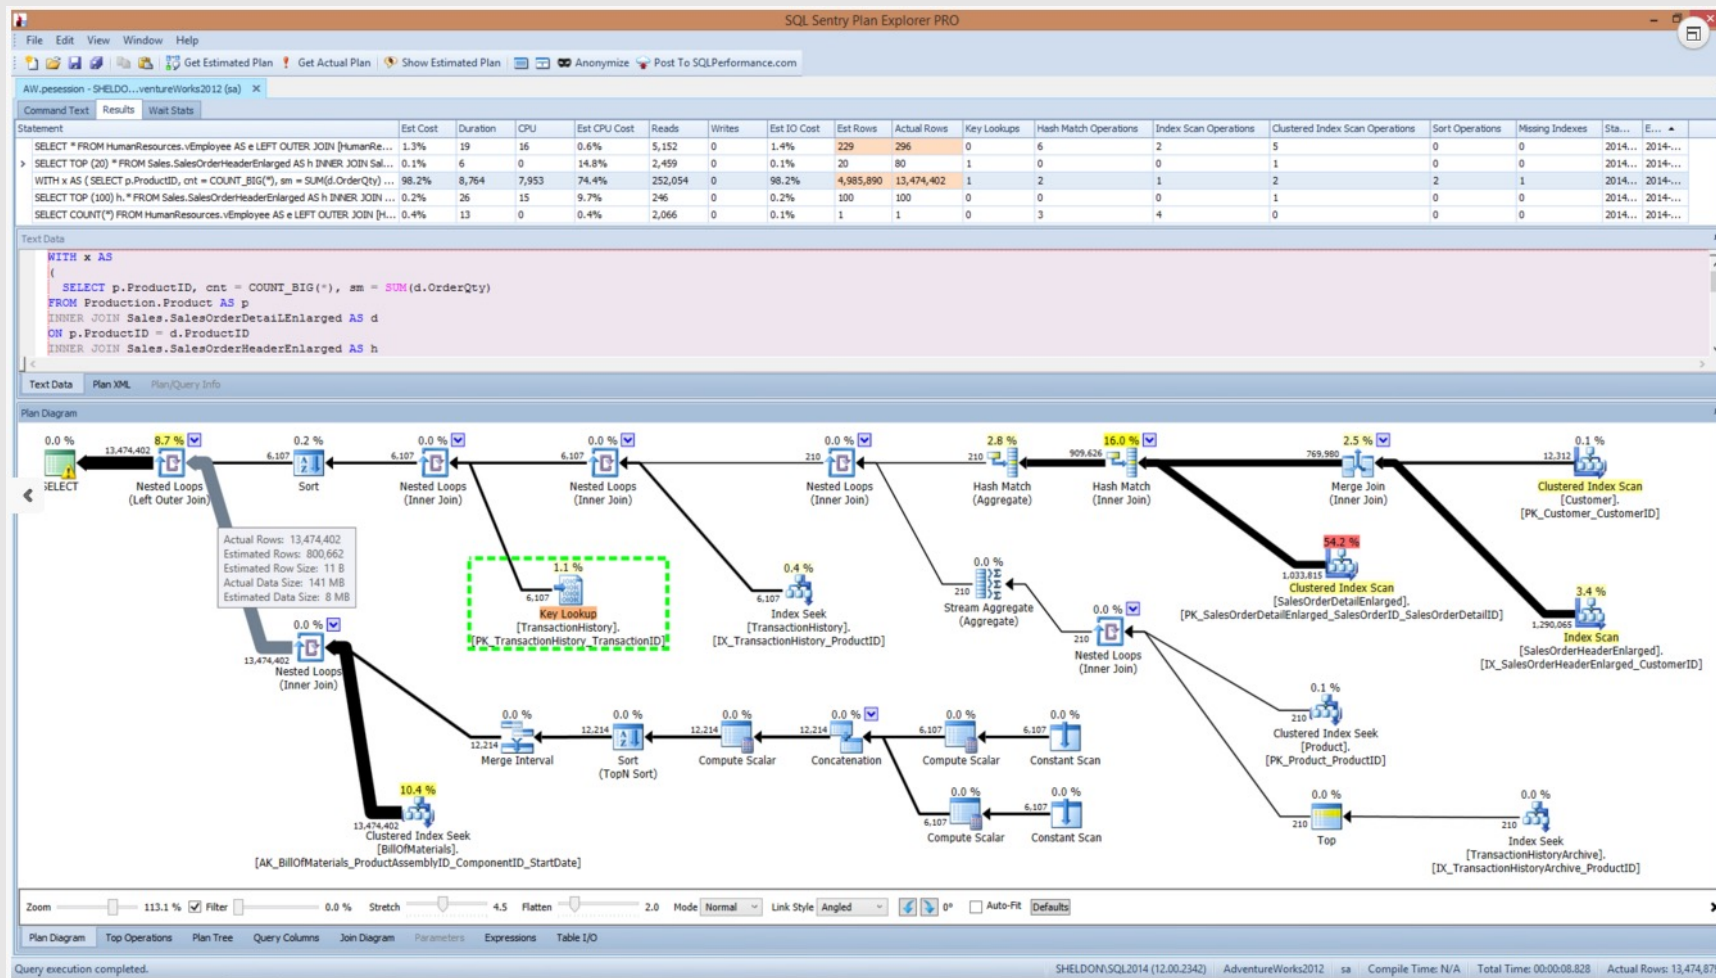 SQL Sentry Plan Explorer PRO
File Edit View Window Help
Get Estimated Plan Get Actual Plan Show Estimated Plan Anonymize Post To SQLPerformance.com
AW.pesession - SHELDO...ventureWorks2012 (sa)
Command Text Results Wait Stats
Statement Est Cost Duration CPU Est CPU Cost Reads Writes Est IO Cost Est Rows Actual Rows Key Lookups Hash Match Operations Index Scan Operations Clustered Index Scan Operations Sort Operations Missing Indexes Sta... E...
SELECT * FROM HumanResources.vEmployee AS e LEFT OUTER JOIN [HumanRe... 1.3% 19 16 0.6% 5,152 0 1.4% 229 296 0 6 2 5 0 0 2014... 2014-...
SELECT TOP (20) * FROM Sales.SalesOrderHeaderEnlarged AS h INNER JOIN Sal... 0.1% 6 0 14.8% 2,459 0 0.1% 20 80 1 0 0 1 0 0 2014... 2014-...
WITH x AS ( SELECT p.ProductID, cnt = COUNT_BIG(*), sm = SUM(d.OrderQty) ... 98.2% 8,764 7,953 74.4% 252,054 0 98.2% 4,985,890 13,474,402 1 2 1 2 2 1 2014... 2014-...
SELECT TOP (100) h.* FROM Sales.SalesOrderHeaderEnlarged AS h INNER JOIN ... 0.2% 26 15 9.7% 246 0 0.2% 100 100 0 0 0 1 0 0 2014... 2014-...
SELECT COUNT(*) FROM HumanResources.vEmployee AS e LEFT OUTER JOIN [H... 0.4% 13 0 0.4% 2,066 0 0.1% 1 1 0 3 4 0 0 0 2014... 2014-...
Text Data
WITH x AS
(
SELECT p.ProductID, cnt = COUNT_BIG(*), sm = SUM(d.OrderQty)
FROM Production.Product AS p
INNER JOIN Sales.SalesOrderDetaiLEnlarged AS d
ON p.ProductID = d.ProductID
INNER JOIN Sales.SalesOrderHeaderEnlarged AS h
Text Data Plan XML Plan/Query Info
Plan Diagram
0.0 % 8.7 % 0.2 % 0.0 % 0.0 % 0.0 % 2.8 % 16.0 % 2.5 % 0.1 %
13,474,402 6,107 6,107 6,107 210 210 909,626 769,980 12,312
SELECT Nested Loops Sort Nested Loops Nested Loops Nested Loops Hash Match Hash Match Merge Join Clustered Index Scan
(Left Outer Join) (Inner Join) (Inner Join) (Inner Join) (Aggregate) (Inner Join) (Inner Join) [Customer].
[PK_Customer_CustomerID]
Actual Rows: 13,474,402
Estimated Rows: 800,662
Estimated Row Size: 11 B
Actual Data Size: 141 MB
Estimated Data Size: 8 MB
1.1 %
6,107
Key Lookup
[TransactionHistory].
[PK_TransactionHistory_TransactionID]
0.4 %
6,107
Index Seek
[TransactionHistory].
[IX_TransactionHistory_ProductID]
0.0 %
210
Stream Aggregate
(Aggregate)
54.2 %
1,033,815
Clustered Index Scan
[SalesOrderDetailEnlarged].
[PK_SalesOrderDetailEnlarged_SalesOrderID_SalesOrderDetailID]
3.4 %
1,290,065
Index Scan
[SalesOrderHeaderEnlarged].
[IX_SalesOrderHeaderEnlarged_CustomerID]
0.0 %
13,474,402
Nested Loops
(Inner Join)
0.0 %
210
Nested Loops
(Inner Join)
0.1 %
210
Clustered Index Seek
[Product].
[PK_Product_ProductID]
0.0 % 0.0 % 0.0 % 0.0 % 0.0 % 0.0 %
12,214 12,214 12,214 12,214 6,107 6,107
Merge Interval Sort Compute Scalar Concatenation Compute Scalar Constant Scan
(TopN Sort)
10.4 %
13,474,402
Clustered Index Seek
[BillOfMaterials].
[AK_BillOfMaterials_ProductAssemblyID_ComponentID_StartDate]
0.0 % 0.0 %
6,107 6,107
Compute Scalar Constant Scan
0.0 % 0.0 %
210 210
Top Index Seek
[TransactionHistoryArchive].
[IX_TransactionHistoryArchive_ProductID]
Zoom 113.1 % Filter 0.0 % Stretch 4.5 Flatten 2.0 Mode Normal Link Style Angled 0° Auto-Fit Defaults
Plan Diagram Top Operations Plan Tree Query Columns Join Diagram Parameters Expressions Table I/O
Query execution completed. SHELDON\SQL2014 (12.00.2342) AdventureWorks2012 sa Compile Time: N/A Total Time: 00:00:08.828 Actual Rows: 13,474,879